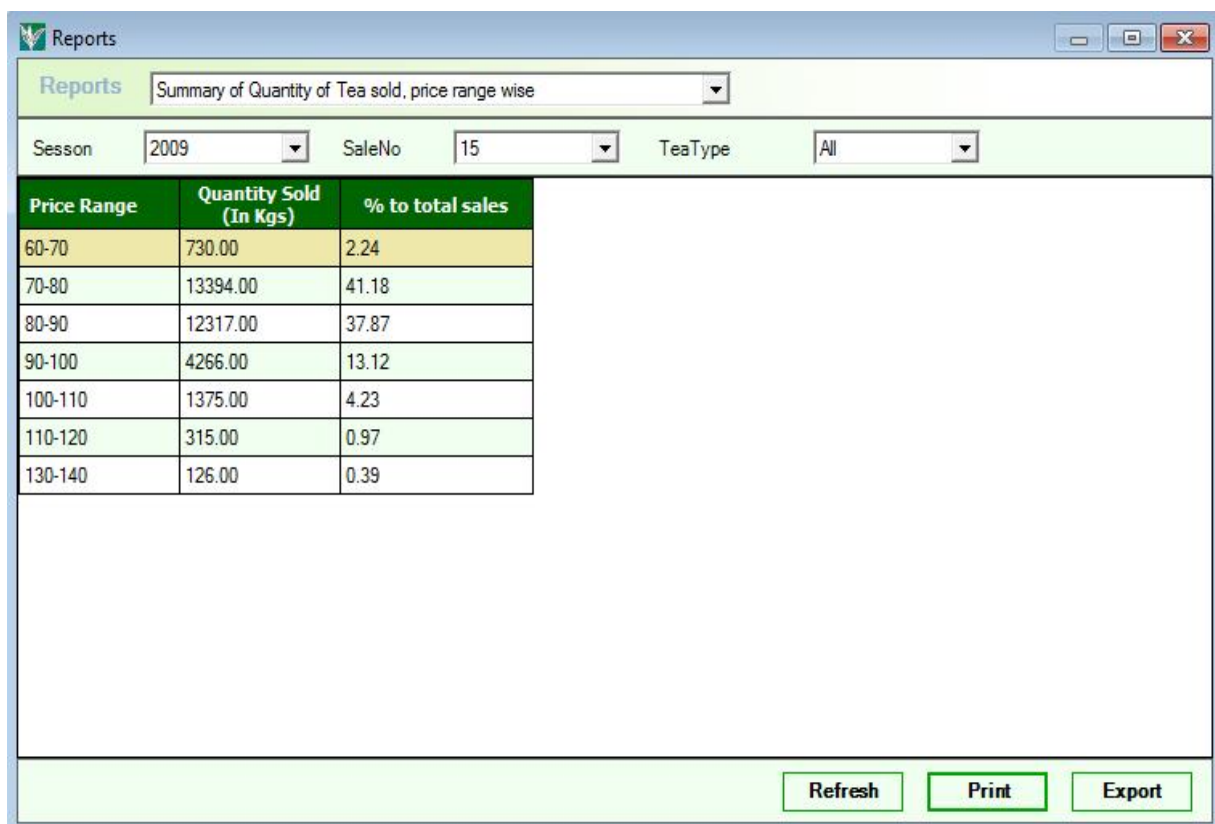 Reports
Reports Summary of Quantity of Tea sold, price range wise
Sesson 2009 SaleNo 15 TeaType All
Price Range Quantity Sold (In Kgs) % to total sales
60-70 730.00 2.24
70-80 13394.00 41.18
80-90 12317.00 37.87
90-100 4266.00 13.12
100-110 1375.00 4.23
110-120 315.00 0.97
130-140 126.00 0.39
Refresh Print Export